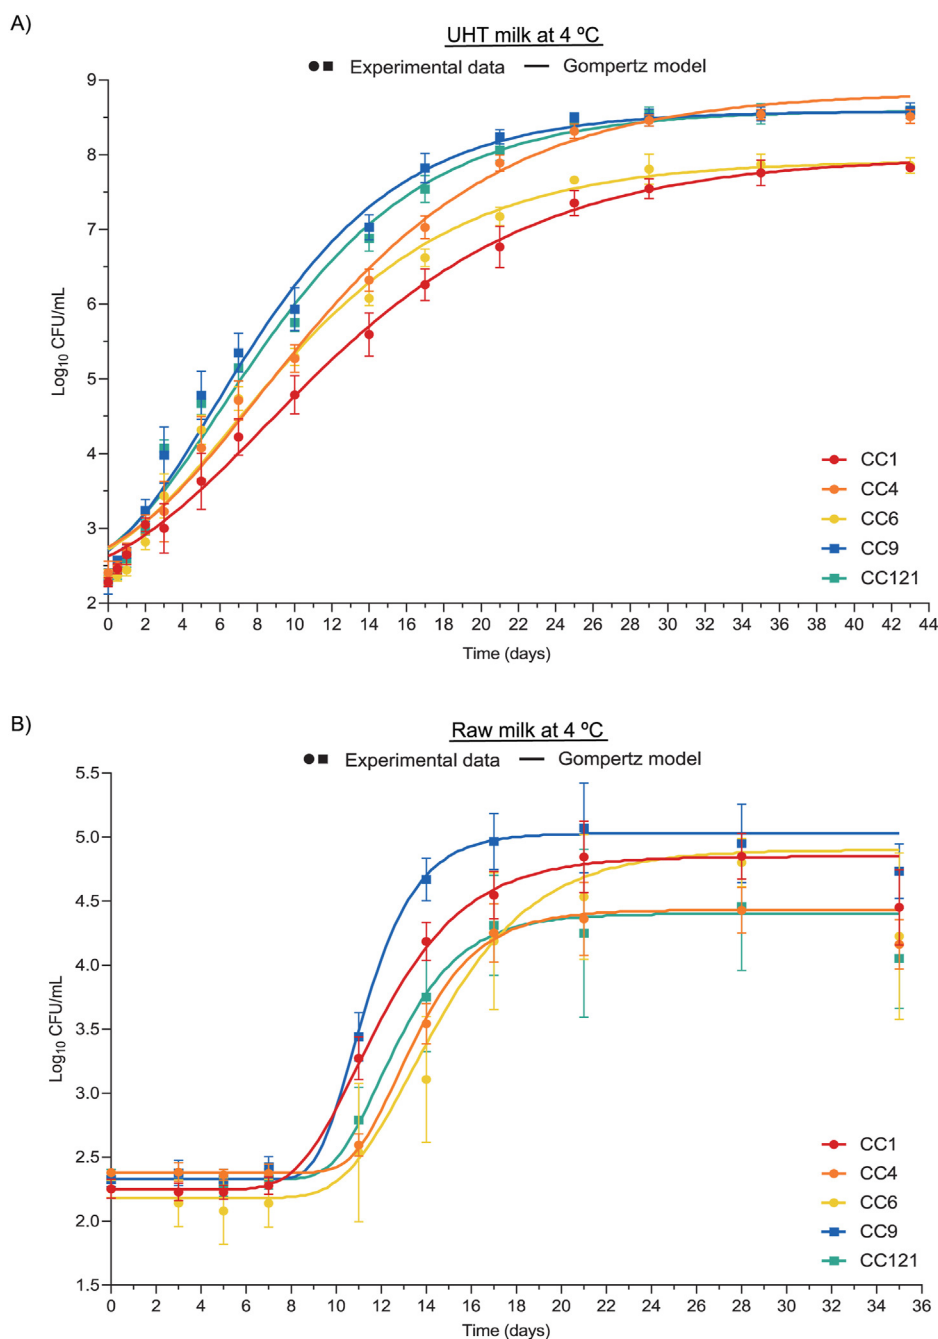 A)
UHT milk at 4 ºC
Experimental data
Gompertz model
9
8
7
6
5
4
3
2
Log10 CFU/mL
CC1
CC4
CC6
CC9
CC121
0 2 4 6 8 10 12 14 16 18 20 22 24 26 28 30 32 34 36 38 40 42 44
Time (days)
B)
Raw milk at 4 ºC
Experimental data
Gompertz model
5.5
5.0
4.5
4.0
3.5
3.0
2.5
2.0
1.5
Log10 CFU/mL
CC1
CC4
CC6
CC9
CC121
0 2 4 6 8 10 12 14 16 18 20 22 24 26 28 30 32 34 36
Time (days)